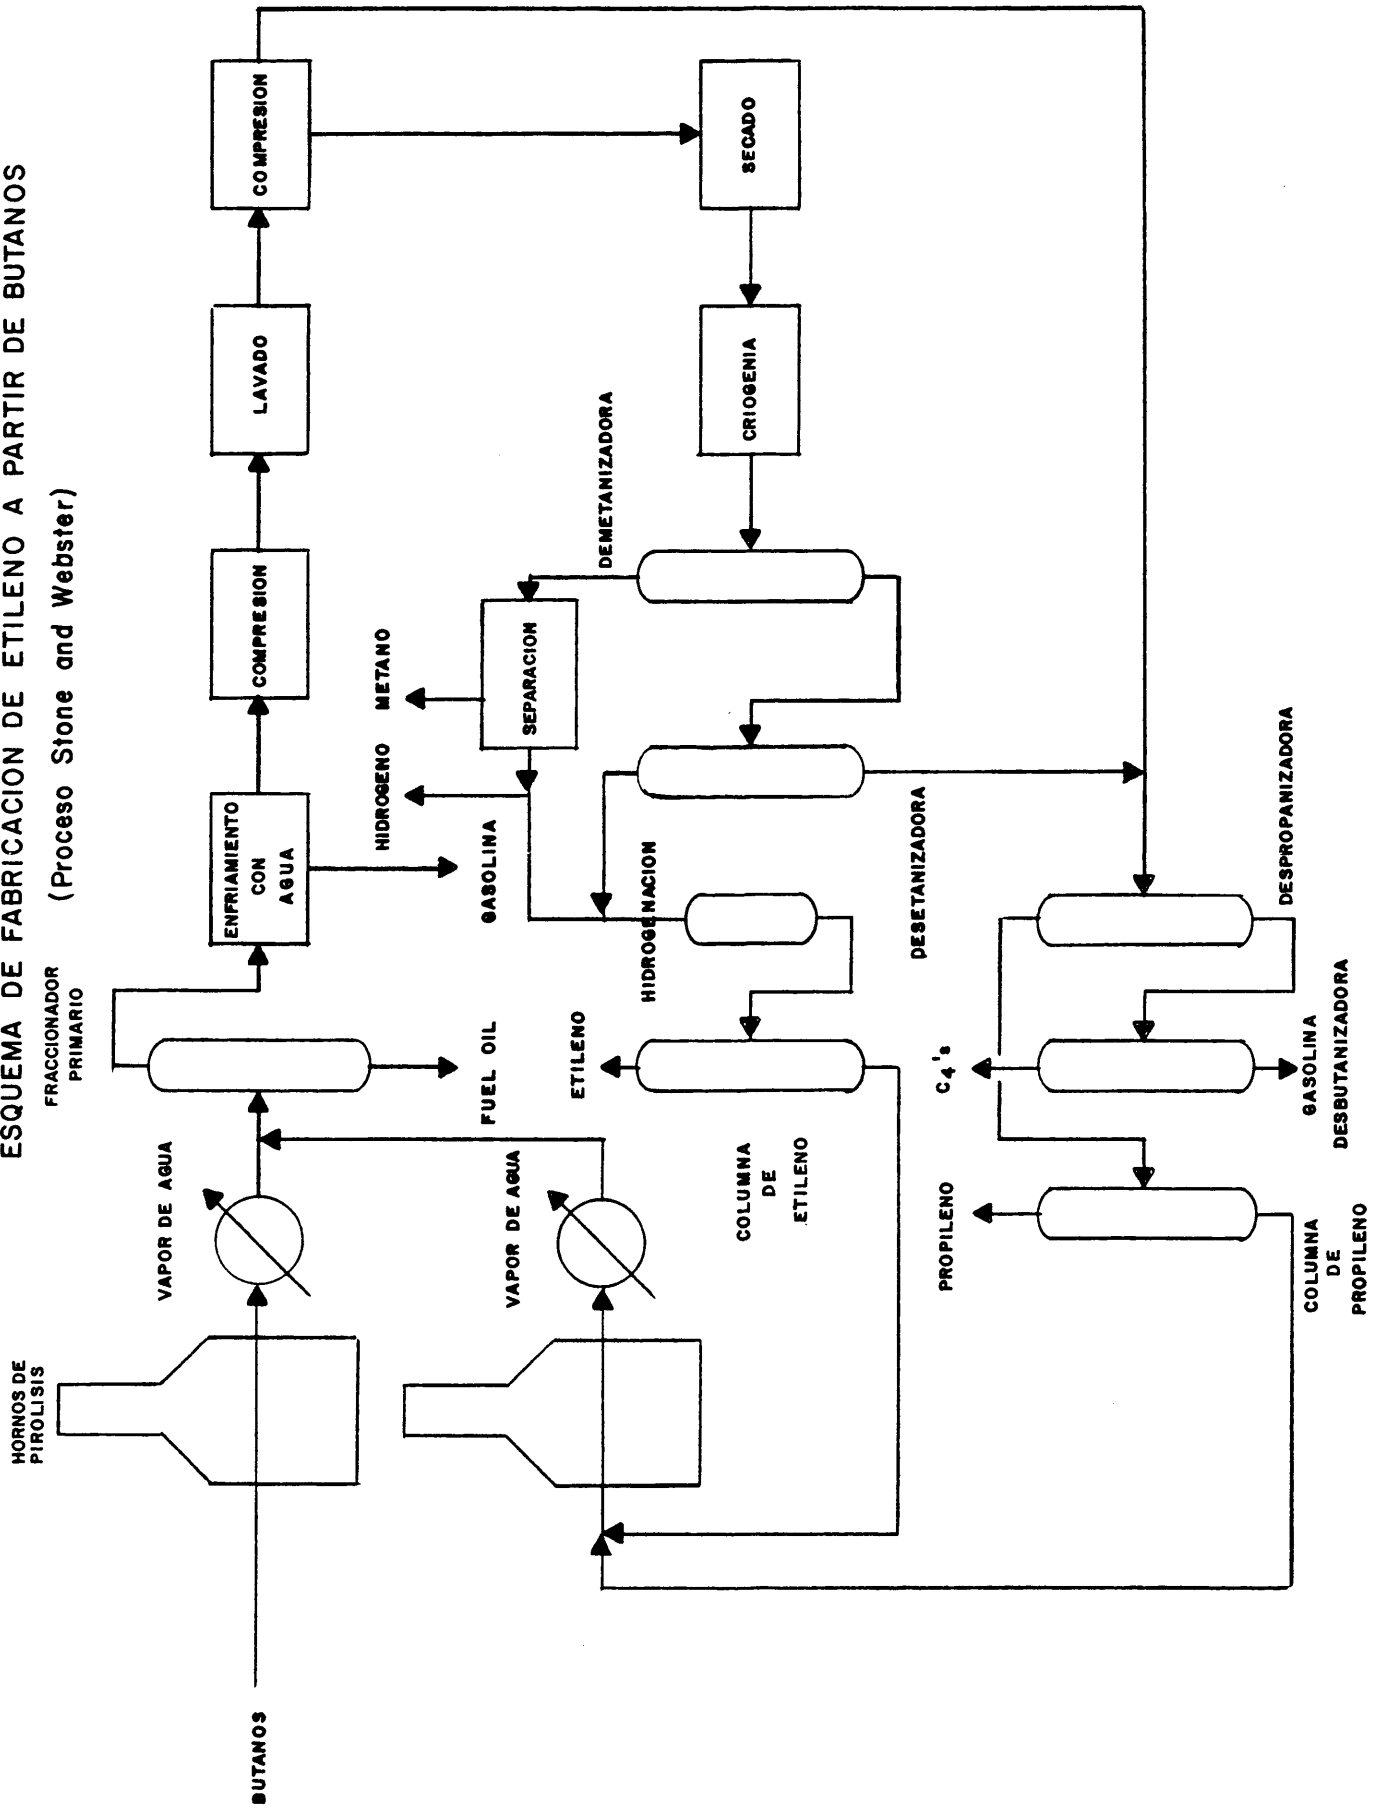 ESQUEMA DE FABRICACION DE ETILENO A PARTIR DE BUTANOS
(Proceso Stone and Webster)
HORNOS DE
PIROLISIS
FRACCIONADOR
PRIMARIO
BUTANOS
VAPOR DE AGUA
ENFRIAMIENTO
CON
AGUA
COMPRESION
LAVADO
COMPRESION
FUEL OIL
GASOLINA
HIDROGENO
METANO
VAPOR DE AGUA
ETILENO
HIDROGENACION
SEPARACION
DEMETANIZADORA
CRIOGENIA
SECADO
COLUMNA
DE
ETILENO
DESETANIZADORA
PROPILENO
C4's
COLUMNA
DE
PROPILENO
GASOLINA
DESBUTANIZADORA
DESPROPANIZADORA